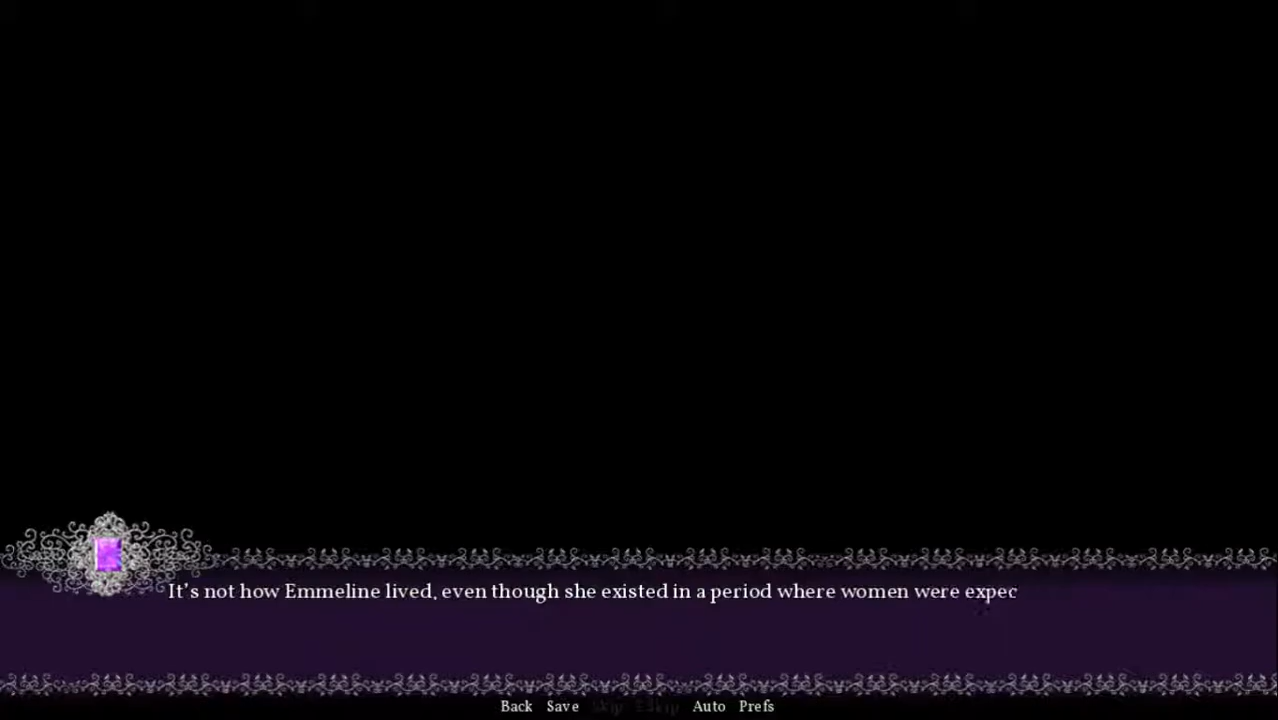 It's not how Emmeline lived, even though she existed in a period where women were expec
Back Save Skip Auto Prefs